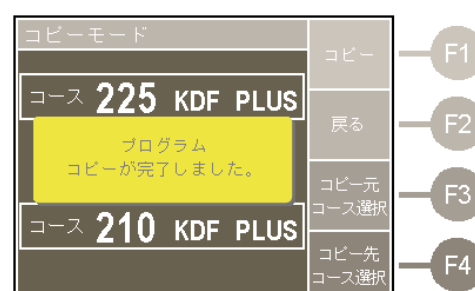 コピーモード
コピー
F1
コース 225 KDF PLUS
戻る
F2
プログラム
コピーが完了しました。
コピー元
コース選択
F3
コース 210 KDF PLUS
コピー先
コース選択
F4